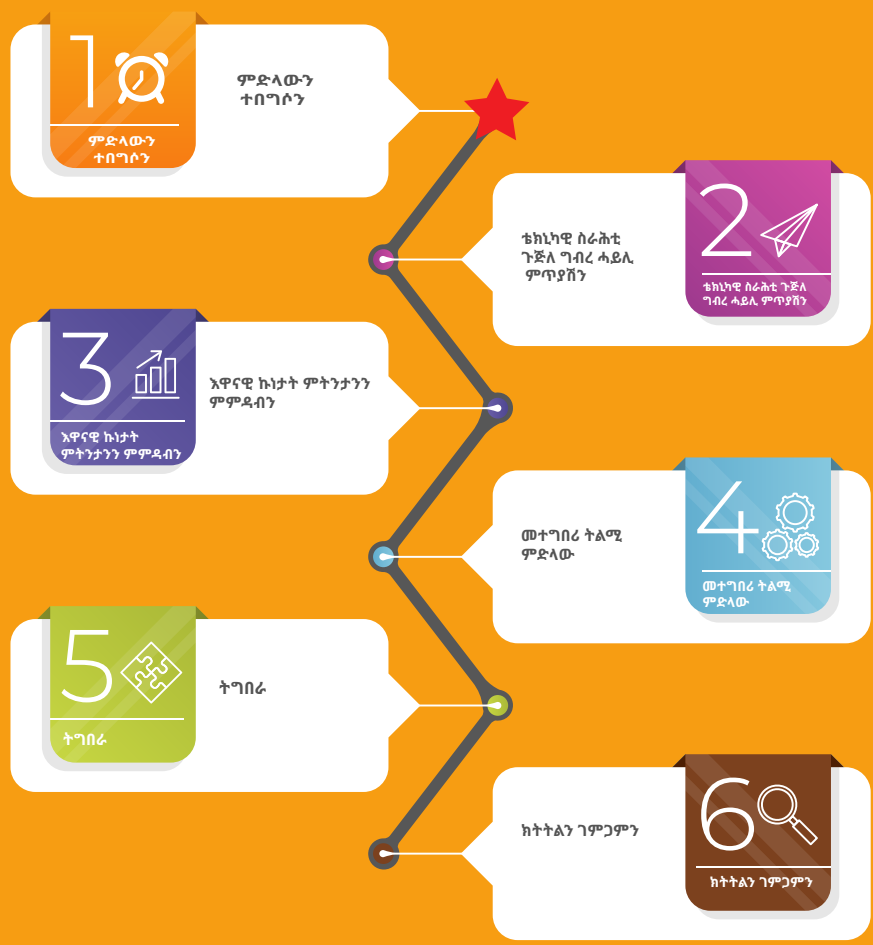 1
ምድላውን
ተበግሶን
ምድላውን
ተበግሶን
2
ቴክኒካዊ ስራሕቲ
ጉጅለ ግብረ ሓይሊ
ምጥያሽን
ቴክኒካዊ ስራሕቲ ጉጅለ
ግብረ ሓይሊ ምጥያሽን
3
እዋናዊ ኩነታት
ምትንታንን ምምዳብን
እዋናዊ ኩነታት ምትንታንን
ምምዳብን
4
መተግበሪ ትልሚ
ምድላው
መተግበሪ ትልሚ
ምድላው
5
ትግበራ
ትግበራ
6
ክትትልን ገምጋምን
ክትትልን ገምጋምን